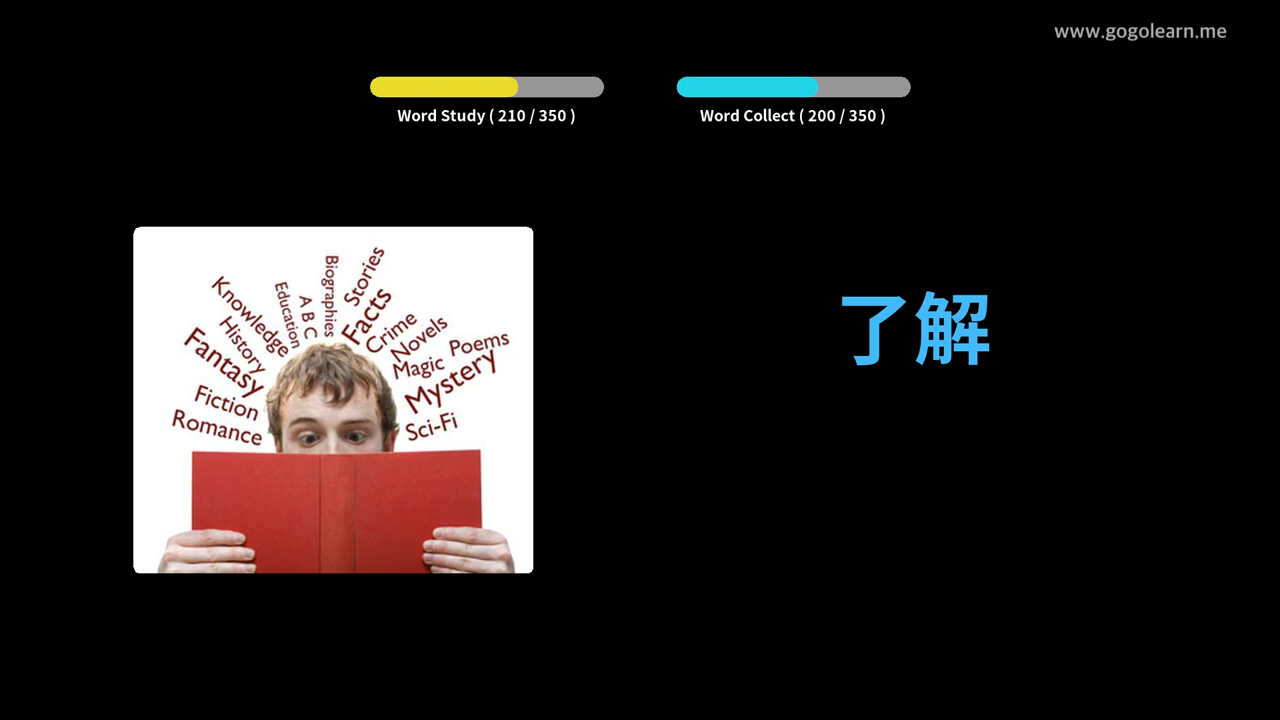 www.gogolearn.me
Word Study ( 210 / 350 )
Word Collect ( 200 / 350 )
了解
Knowledge
History
Fantasy
Fiction
Romance
Education
A B C
Biographies
Stories
Facts
Crime
Novels
Magic
Poems
Mystery
Sci-Fi